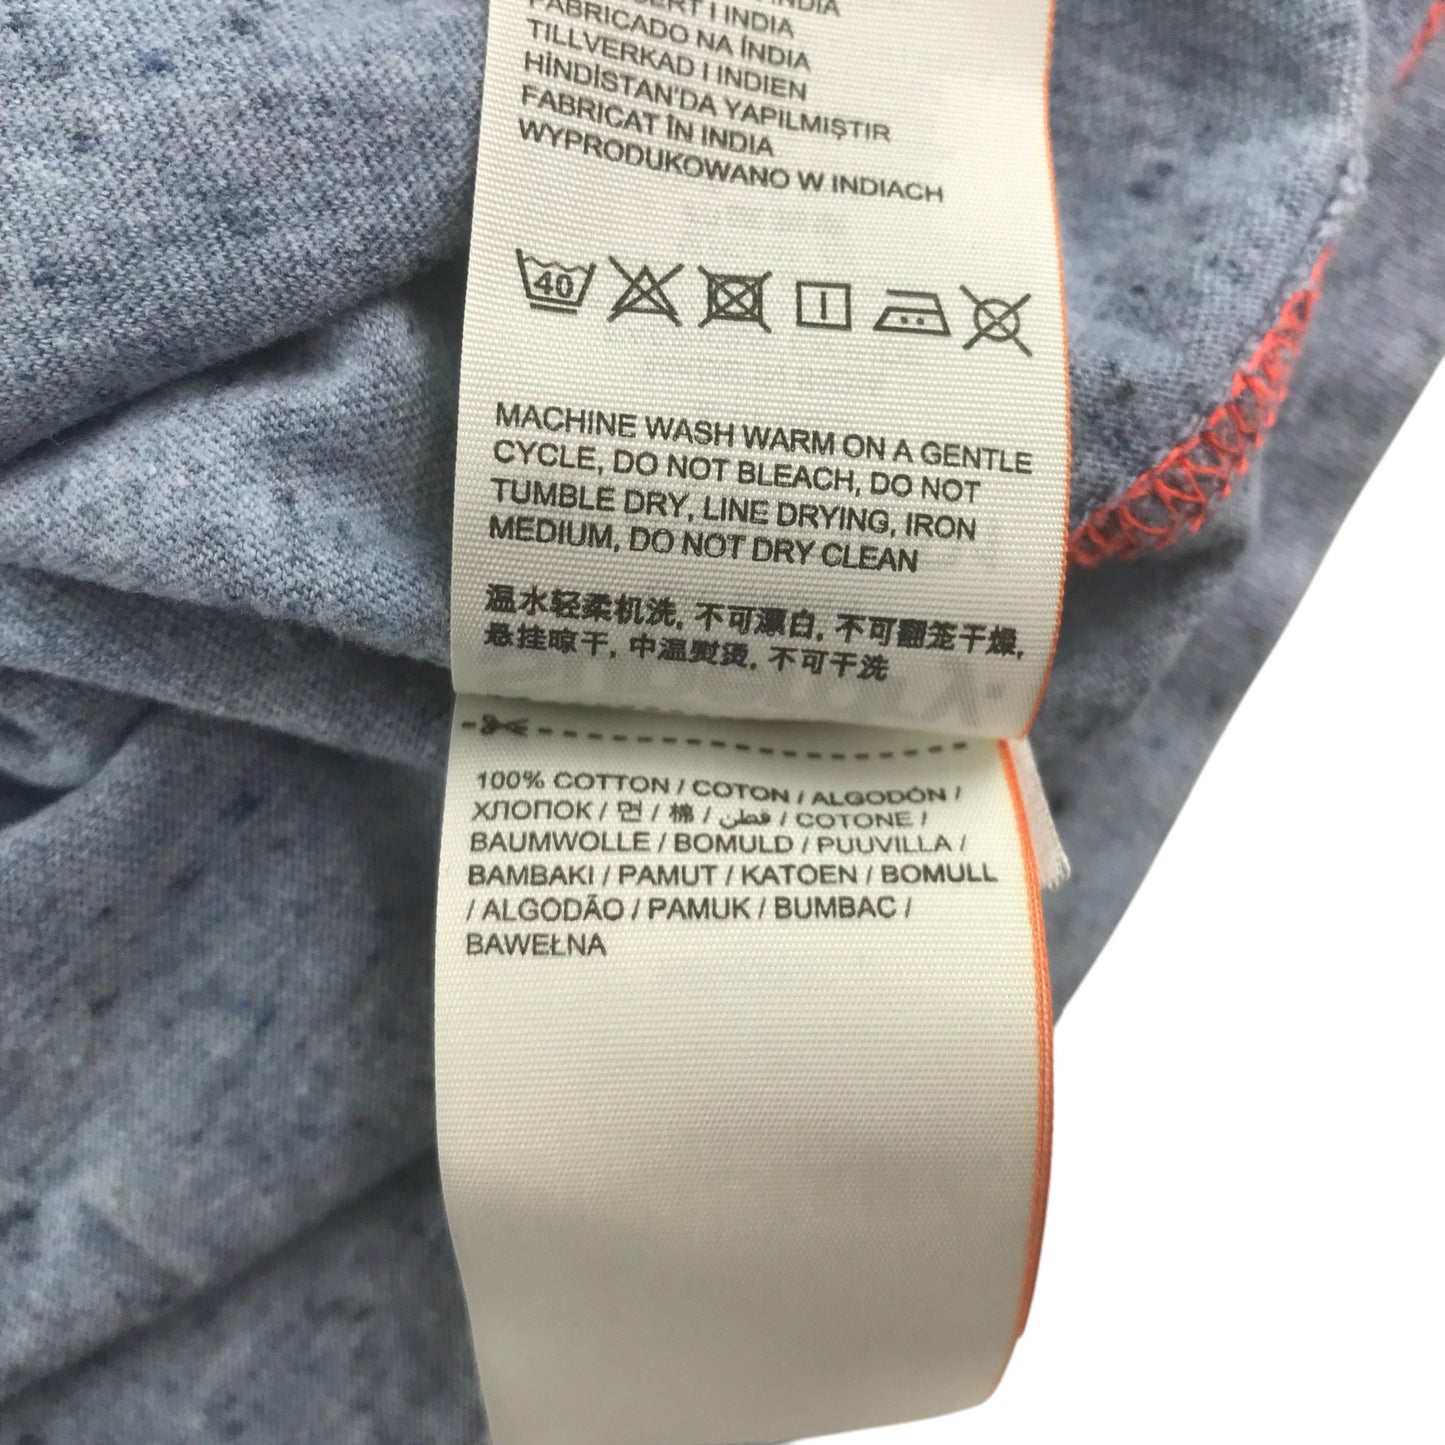 INDIA
I INDIA
FABRICADO NA ÍNDIA
TILLVERKAD I INDIEN
HİNDİSTAN'DA YAPILMIŞTIR
FABRICAT ÎN INDIA
WYPRODUKOWANO W INDIACH
40
MACHINE WASH WARM ON A GENTLE
CYCLE, DO NOT BLEACH, DO NOT
TUMBLE DRY, LINE DRYING, IRON
MEDIUM, DO NOT DRY CLEAN
温水轻柔机洗, 不可漂白, 不可翻笼干燥,
悬挂晾干, 中温熨烫, 不可干洗
100% COTTON / COTON / ALGODÓN /
ХЛОПОК / 면 / 棉 / قطن / COTONE /
BAUMWOLLE / BOMULD / PUUVILLA /
BAMBAKI / PAMUT / KATOEN / BOMULL
/ ALGODÃO / PAMUK / BUMBAC /
BAWEŁNA